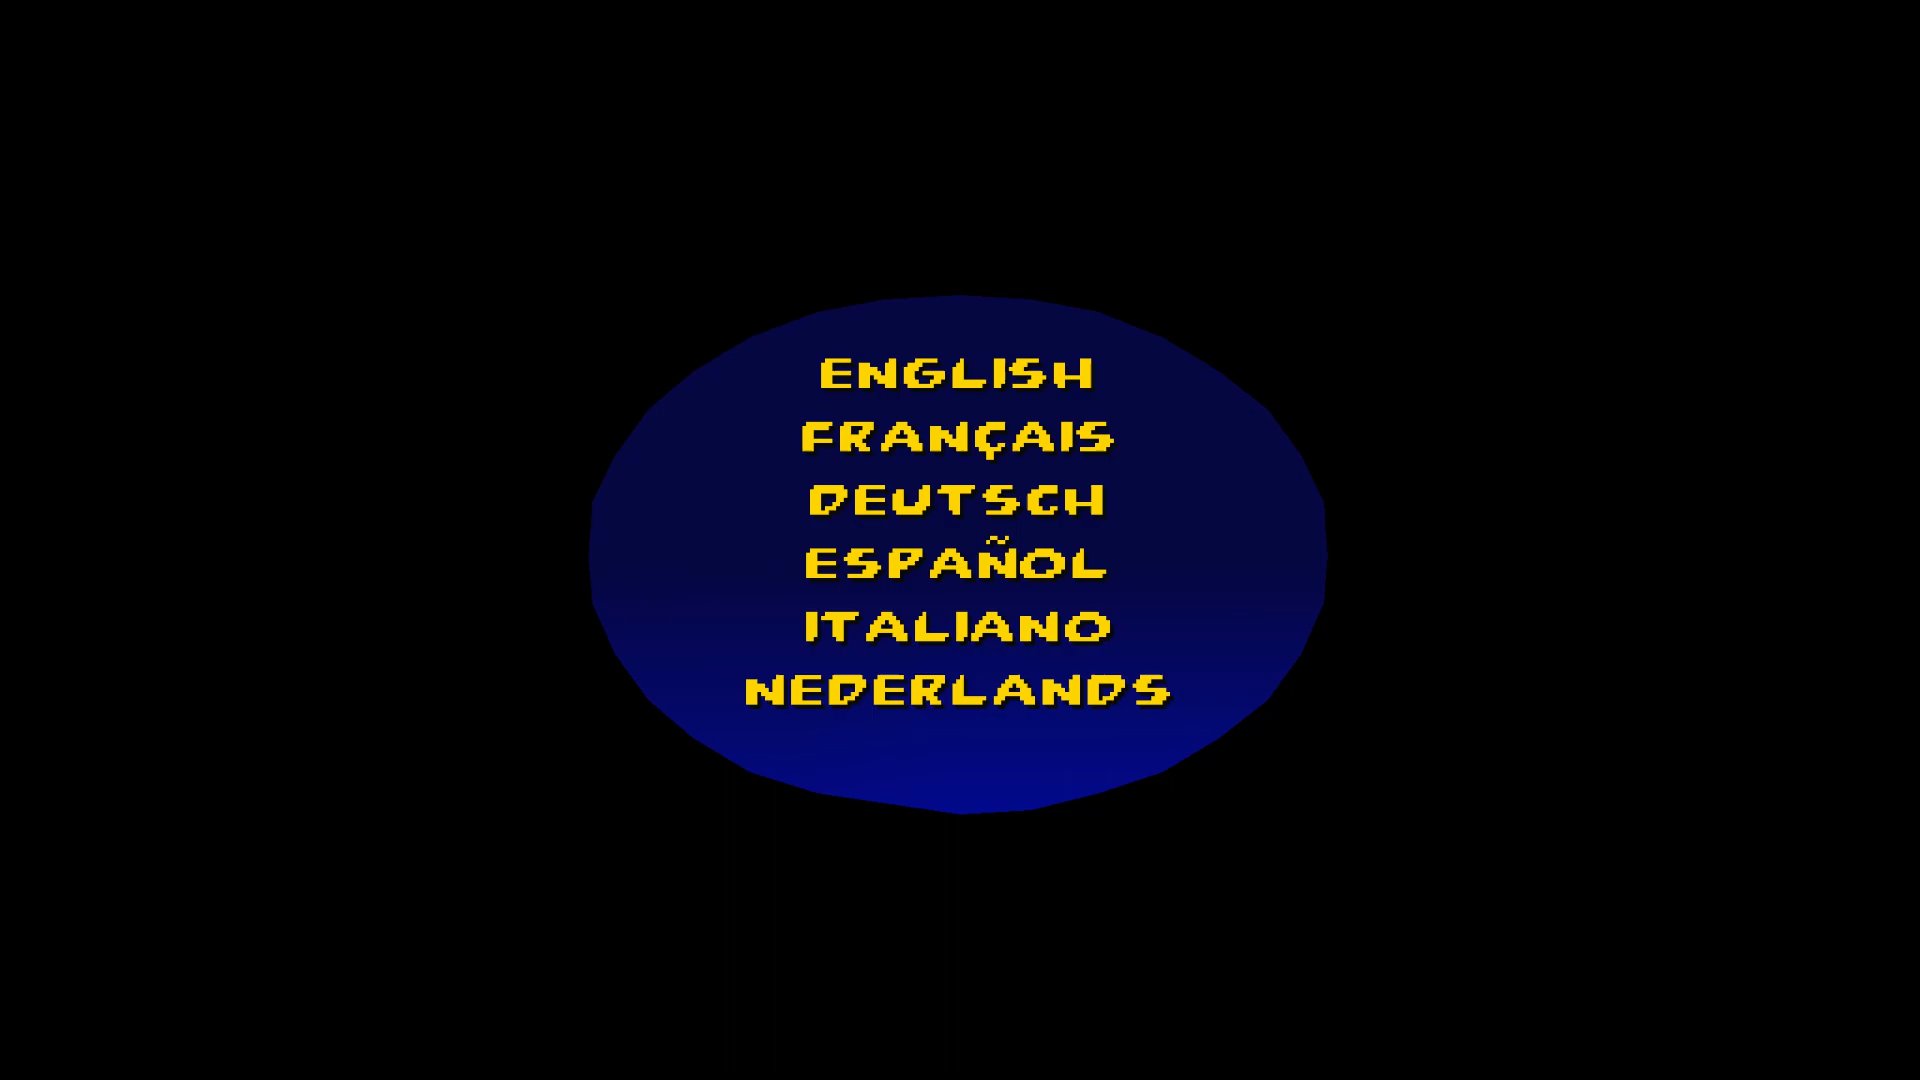 ENGLISH
FRANÇAIS
DEUTSCH
ESPAÑOL
ITALIANO
NEDERLANDS